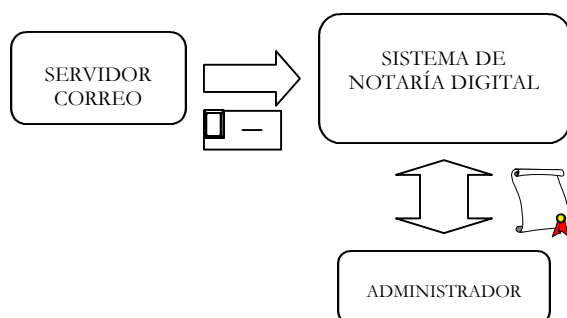 SERVIDOR
CORREO
SISTEMA DE
NOTARÍA DIGITAL
ADMINISTRADOR